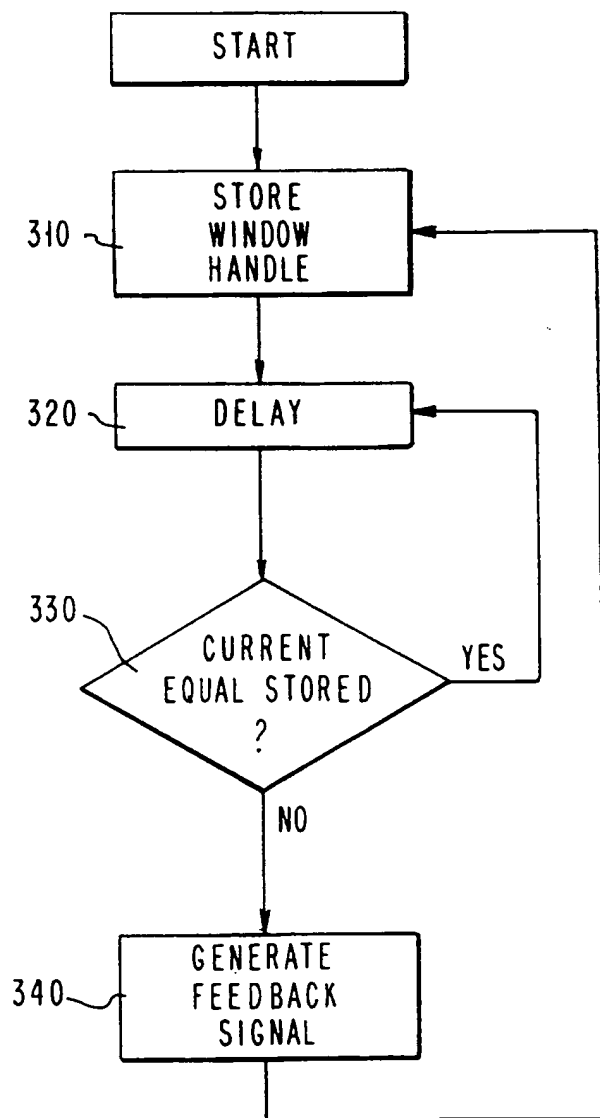 START
310
STORE
WINDOW
HANDLE
320
DELAY
330
CURRENT
EQUAL STORED
?
YES
NO
340
GENERATE
FEEDBACK
SIGNAL